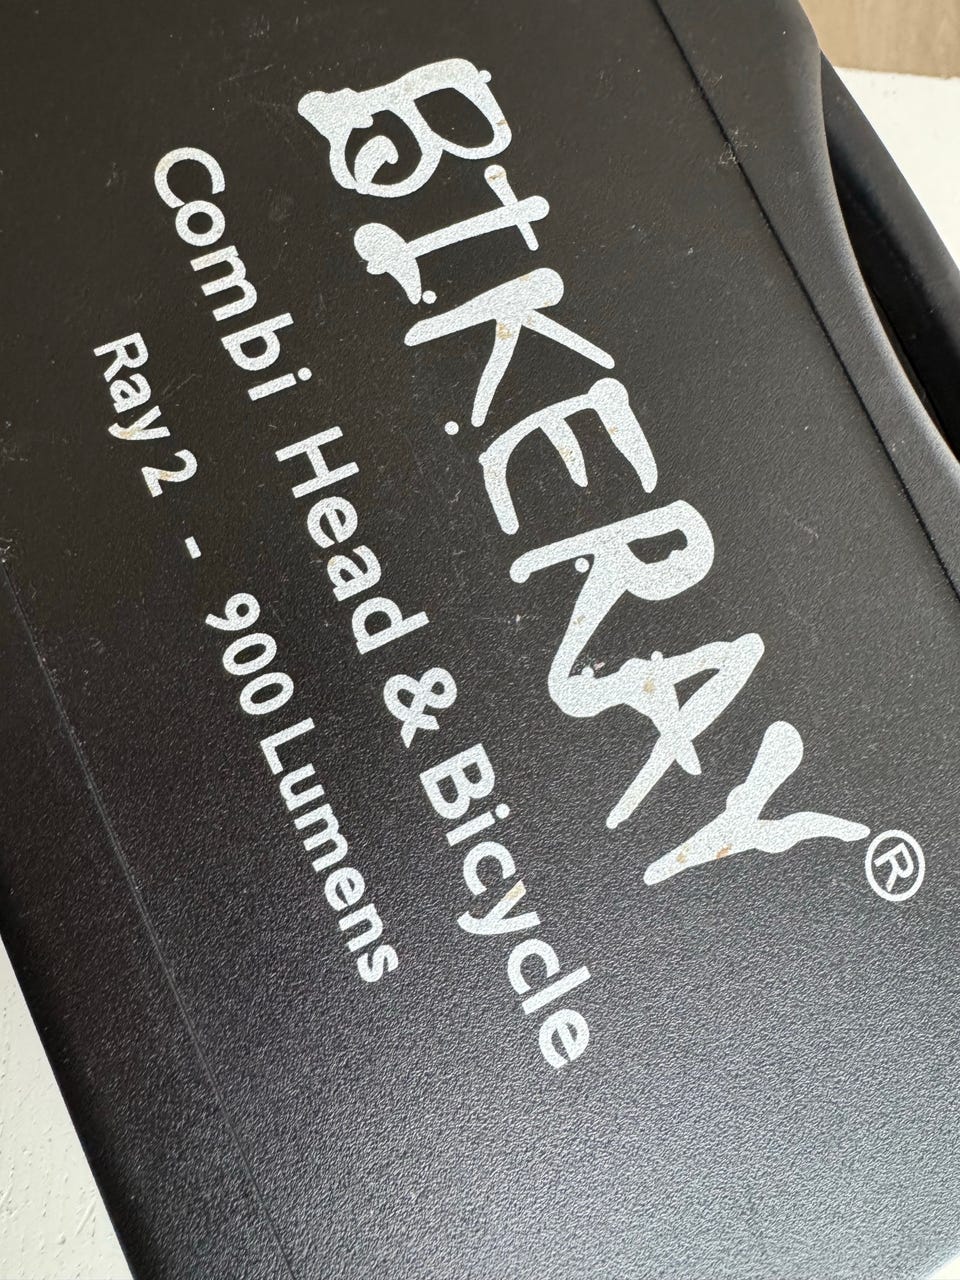 BIKERAY®
Combi Head & Bicycle
Ray 2 - 900 Lumens